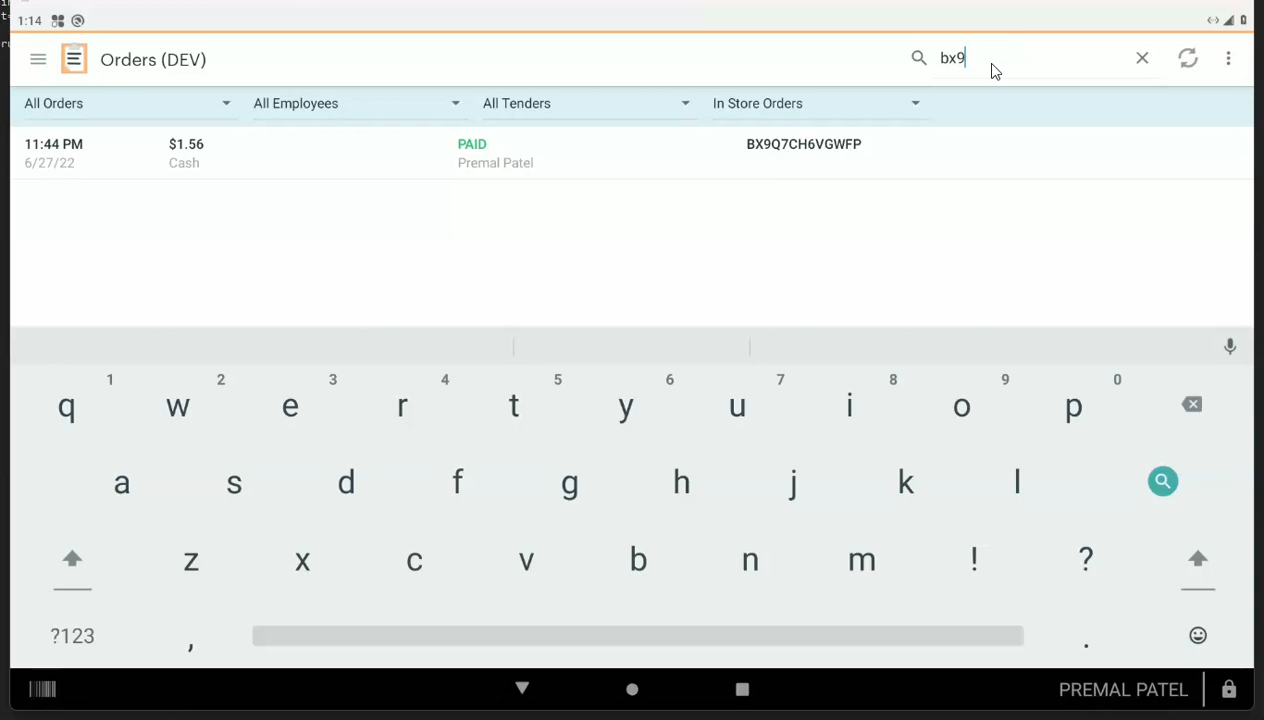 1:14
Orders (DEV)
bx9
All Orders
All Employees
All Tenders
In Store Orders
11:44 PM
$1.56
PAID
BX9Q7CH6VGWFP
6/27/22
Cash
Premal Patel
1 2 3 4 5 6 7 8 9 0
q w e r t y u i o p
a s d f g h j k l
z x c v b n m ! ?
?123 , .
PREMAL PATEL